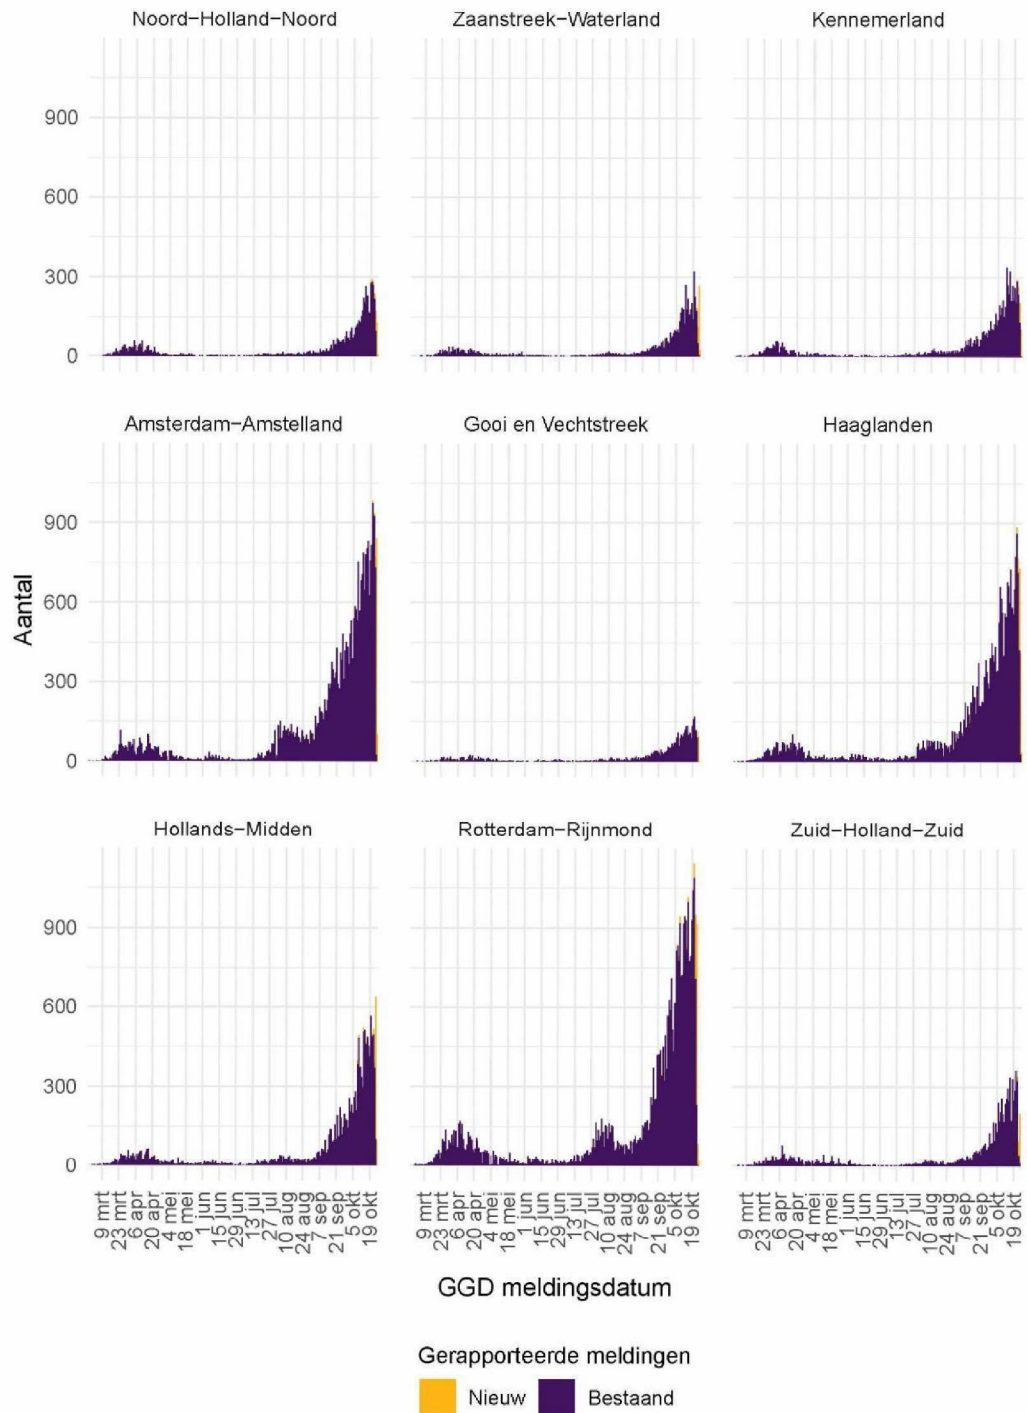 Noord-Holland-Noord
Zaanstreek-Waterland
Kennemerland
900
600
300
0
Amsterdam-Amstelland
Gooi en Vechtstreek
Haaglanden
900
600
300
0
Aantal
Hollands-Midden
Rotterdam-Rijnmond
Zuid-Holland-Zuid
900
600
300
0
9 mrt
23 mrt
6 apr
20 apr
4 mei
18 mei
1 jun
15 jun
29 jun
13 jul
27 jul
10 aug
24 aug
7 sep
21 sep
5 okt
19 okt
9 mrt
23 mrt
6 apr
20 apr
4 mei
18 mei
1 jun
15 jun
29 jun
13 jul
27 jul
10 aug
24 aug
7 sep
21 sep
5 okt
19 okt
9 mrt
23 mrt
6 apr
20 apr
4 mei
18 mei
1 jun
15 jun
29 jun
13 jul
27 jul
10 aug
24 aug
7 sep
21 sep
5 okt
19 okt
GGD meldingsdatum
Gerapporteerde meldingen
Nieuw
Bestaand